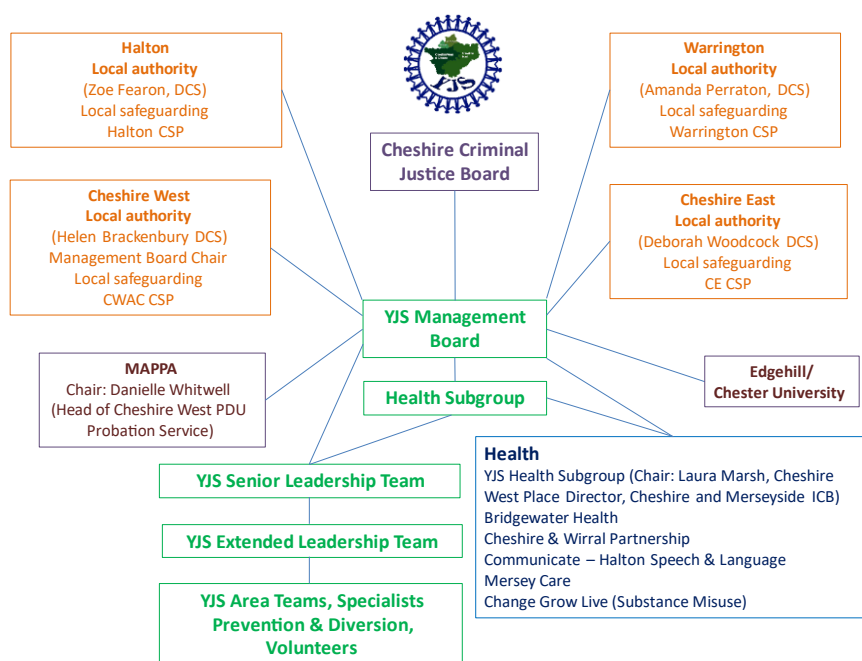 YJS
Halton
Local authority
(Zoe Fearon, DCS)
Local safeguarding
Halton CSP
Warrington
Local authority
(Amanda Perraton, DCS)
Local safeguarding
Warrington CSP
Cheshire Criminal
Justice Board
Cheshire West
Local authority
(Helen Brackenbury DCS)
Management Board Chair
Local safeguarding
CWAC CSP
Cheshire East
Local authority
(Deborah Woodcock DCS)
Local safeguarding
CE CSP
YJS Management
Board
MAPPA
Chair: Danielle Whitwell
(Head of Cheshire West PDU
Probation Service)
Edgehill/
Chester University
Health Subgroup
Health
YJS Health Subgroup (Chair: Laura Marsh, Cheshire
West Place Director, Cheshire and Merseyside ICB)
Bridgewater Health
Cheshire & Wirral Partnership
Communicate – Halton Speech & Language
Mersey Care
Change Grow Live (Substance Misuse)
YJS Senior Leadership Team
YJS Extended Leadership Team
YJS Area Teams, Specialists
Prevention & Diversion,
Volunteers